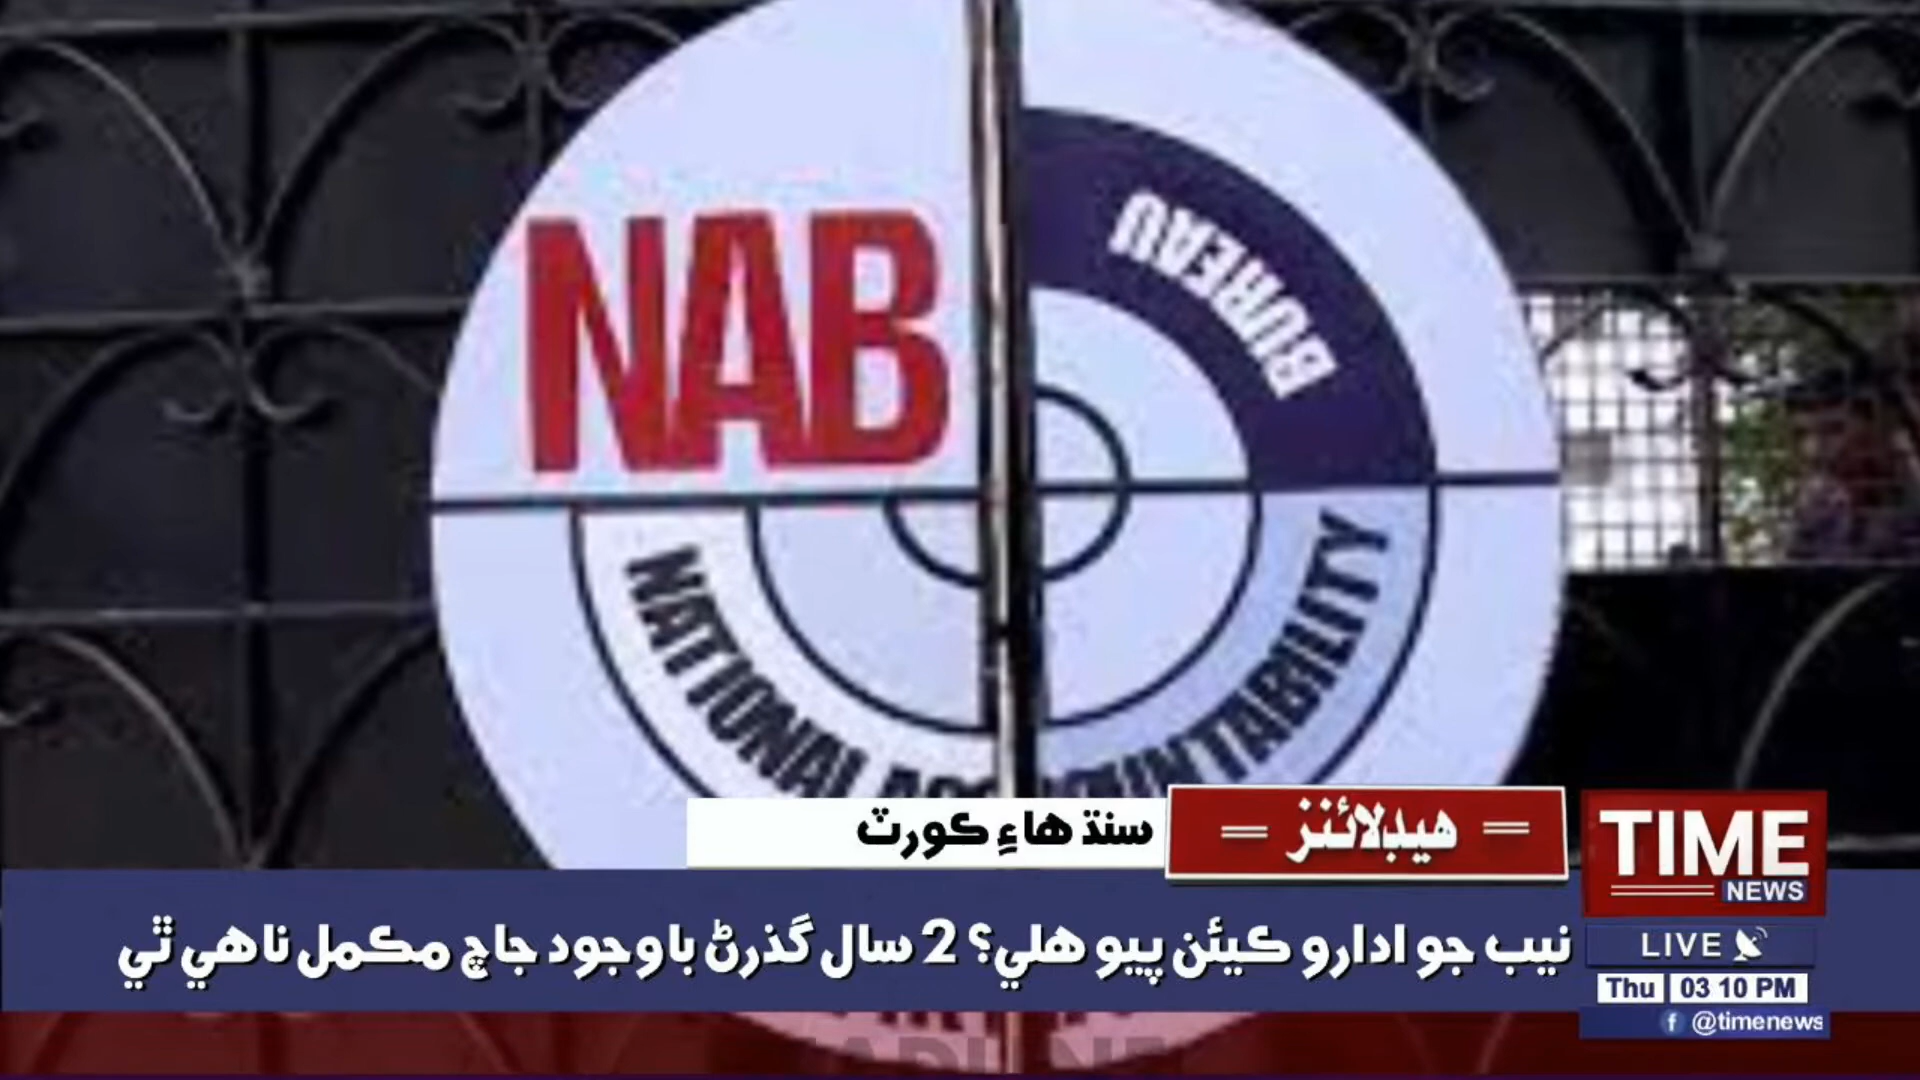 NAB
BUREAU
NATIONAL ACCOUNTABILITY
سنڌ هاءِ ڪورٽ
هيڊلائنز
TIME
NEWS
نيب جو ادارو ڪيئن پيو هلي؟ 2 سال گذرڻ باوجود جاچ مڪمل ناهي ٿي
LIVE
Thu 03 10 PM
@timenews